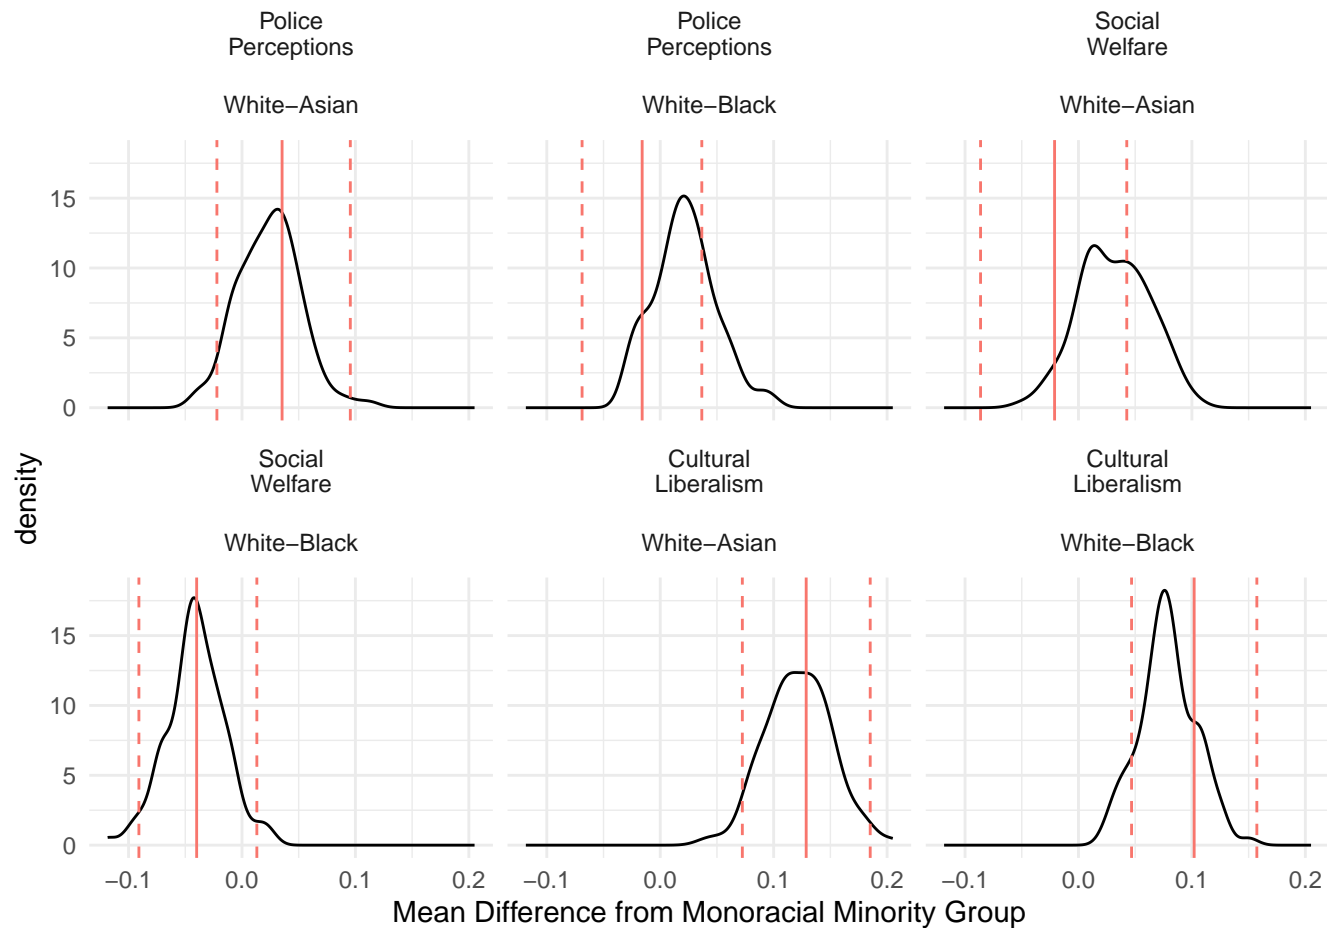 Police
Perceptions
White−Asian
Police
Perceptions
White−Black
Social
Welfare
White−Asian
15
10
5
0
Social
Welfare
White−Black
Cultural
Liberalism
White−Asian
Cultural
Liberalism
White−Black
15
10
5
0
−0.1 0.0 0.1 0.2 −0.1 0.0 0.1 0.2 −0.1 0.0 0.1 0.2
Mean Difference from Monoracial Minority Group
density